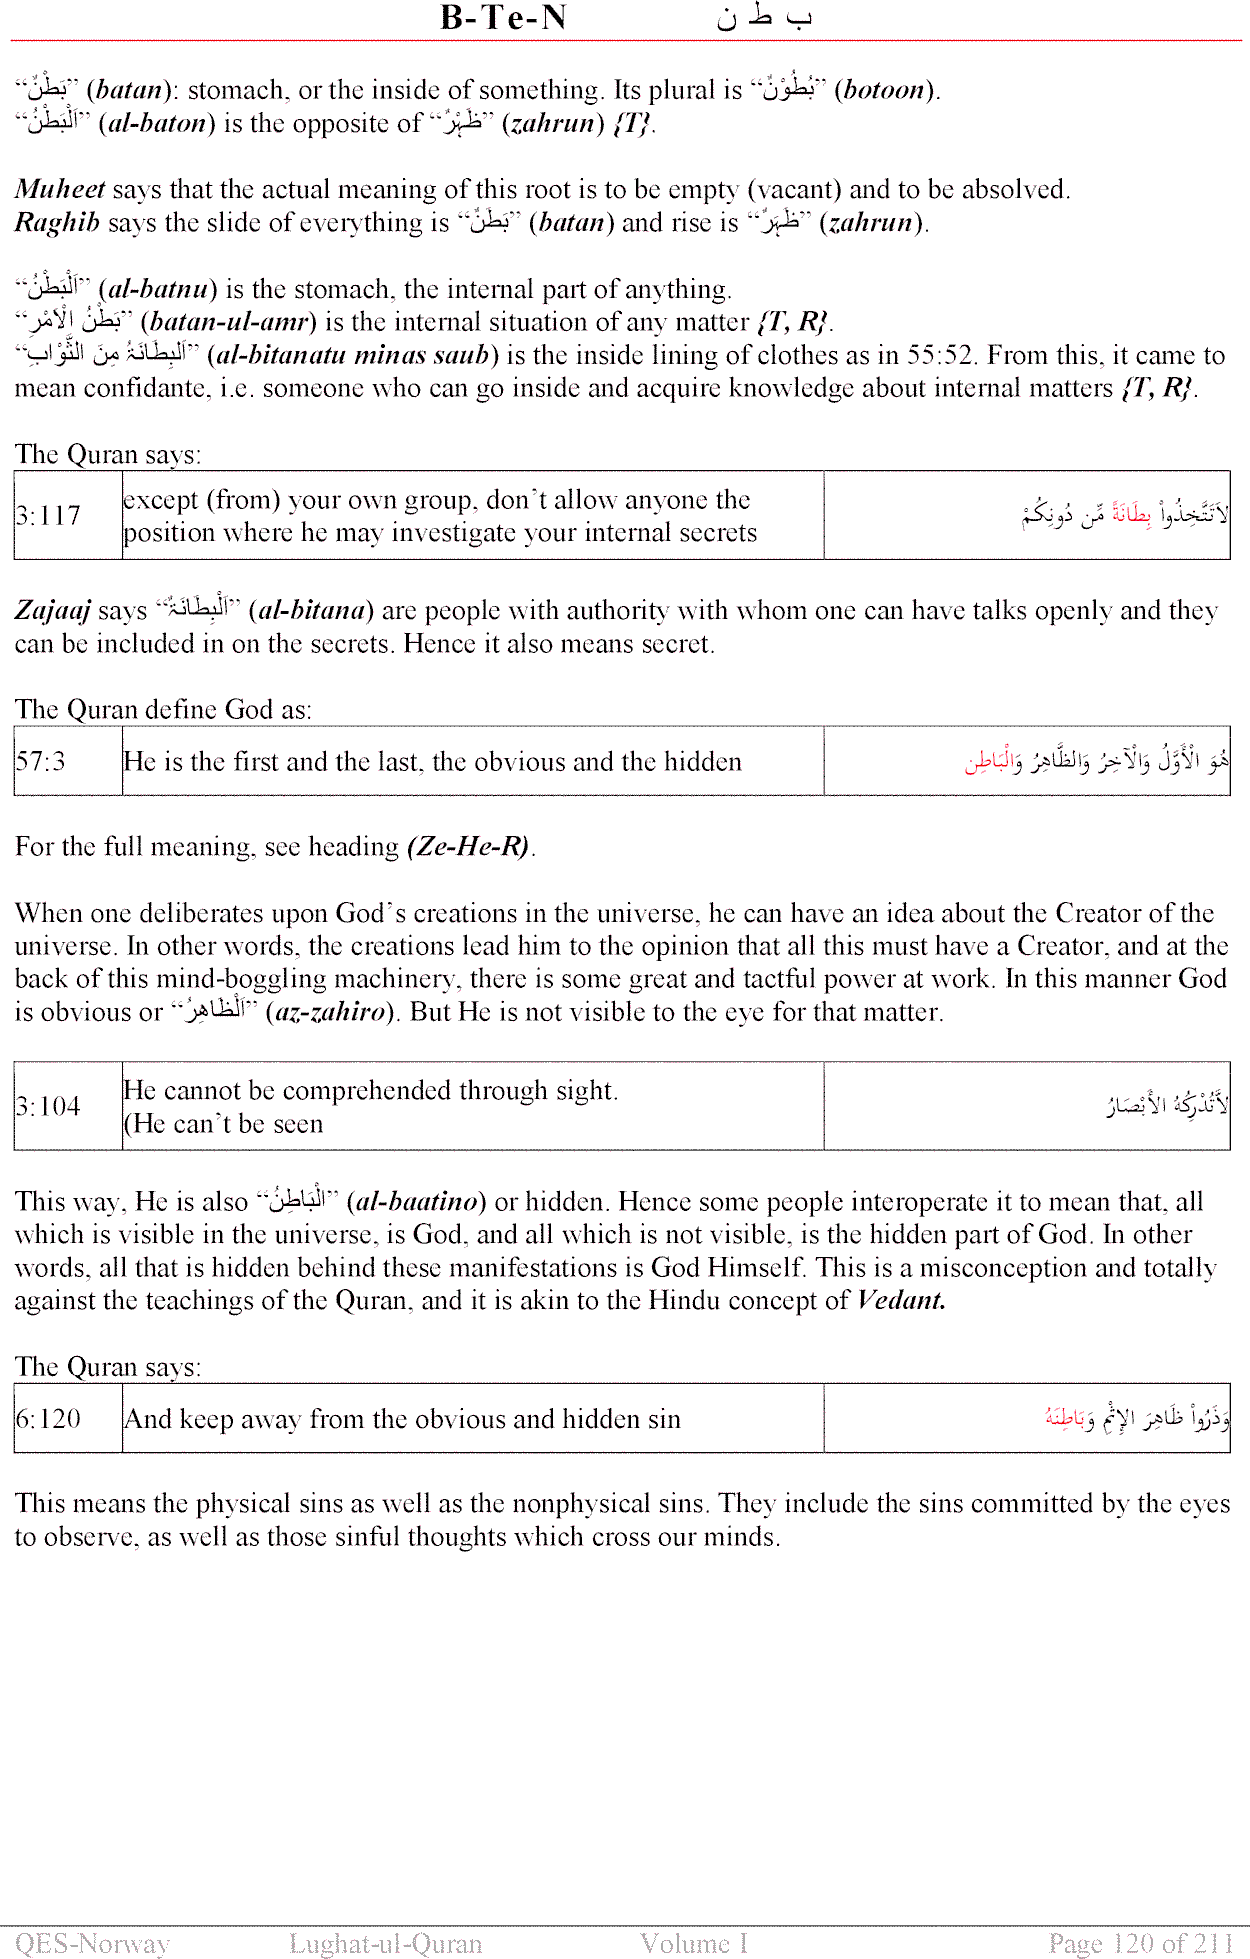 B-Te-N ب ط ن
“بَطْنٌ” (batan): stomach, or the inside of something. Its plural is “بُطُوْنٌ” (botoon).
“اَلْبَطْنُ” (al-baton) is the opposite of “ظَہْرٌ” (zahrun) {T}.
Muheet says that the actual meaning of this root is to be empty (vacant) and to be absolved.
Raghib says the slide of everything is “بَطَنٌ” (batan) and rise is “ظَہَرٌ” (zahrun).
“اَلْبَطْنُ” (al-batnu) is the stomach, the internal part of anything.
“بَطْنُ الْاَمْرِ” (batan-ul-amr) is the internal situation of any matter {T, R}.
“اَلبِطَانَۃُ مِنَ الثَّوْابِ” (al-bitanatu minas saub) is the inside lining of clothes as in 55:52. From this, it came to
mean confidante, i.e. someone who can go inside and acquire knowledge about internal matters {T, R}.
The Quran says:
3:117 except (from) your own group, don’t allow anyone the
position where he may investigate your internal secrets
لاَتَتَّخِذُواْ بِطَانَةً مِّن دُونِكُمْ
Zajaaj says “اَلْبِطَانَۃٌ” (al-bitana) are people with authority with whom one can have talks openly and they
can be included in on the secrets. Hence it also means secret.
The Quran define God as:
57:3 He is the first and the last, the obvious and the hidden هُوَ الْأَوَّلُ وَالْآخِرُ وَالظَّاهِرُ وَالْبَاطِن
For the full meaning, see heading (Ze-He-R).
When one deliberates upon God’s creations in the universe, he can have an idea about the Creator of the
universe. In other words, the creations lead him to the opinion that all this must have a Creator, and at the
back of this mind-boggling machinery, there is some great and tactful power at work. In this manner God
is obvious or “اَلْظَاهِرُ” (az-zahiro). But He is not visible to the eye for that matter.
3:104 He cannot be comprehended through sight.
(He can’t be seen
لاَّتُدْرِكُهُ الأَبْصَارُ
This way, He is also “الْبَاطِنُ” (al-baatino) or hidden. Hence some people interoperate it to mean that, all
which is visible in the universe, is God, and all which is not visible, is the hidden part of God. In other
words, all that is hidden behind these manifestations is God Himself. This is a misconception and totally
against the teachings of the Quran, and it is akin to the Hindu concept of Vedant.
The Quran says:
6:120 And keep away from the obvious and hidden sin وَذَرُواْ ظَاهِرَ الإِثْمِ وَبَاطِنَهُ
This means the physical sins as well as the nonphysical sins. They include the sins committed by the eyes
to observe, as well as those sinful thoughts which cross our minds.
QES-Norway Lughat-ul-Quran Volume I Page 120 of 211